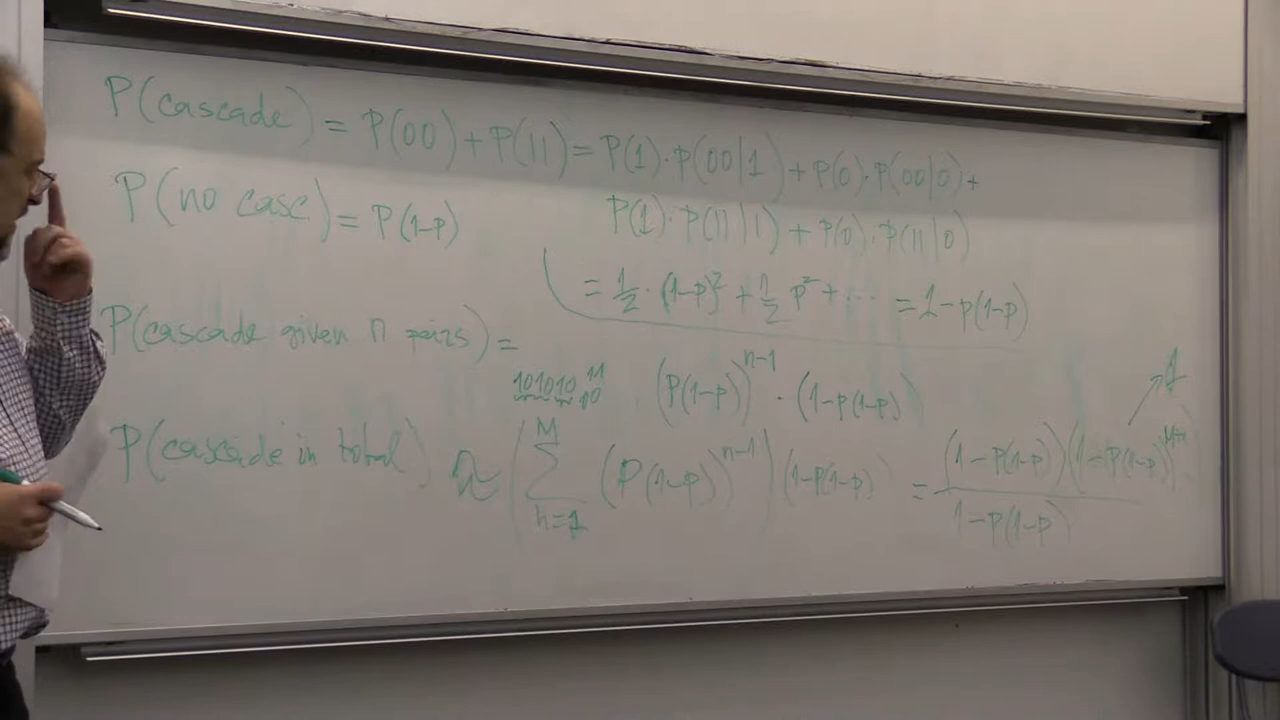 P(cascade) = P(00) + P(11) = P(1)·P(00|1) + P(0)·P(00|0) +
P(no casc.) = P(1-p)
P(1)·P(11|1) + P(0)·P(11|0)
= 1/2·(1-p)² + 1/2 p² + ... = 1-p(1-p)
P(cascade given n pairs) =
101010 11
10
(P(1-p))^{n-1} · (1-p(1-p))
1
P(cascade in total) ≈ (∑_{n=1}^{M} (P(1-p))^{n-1}) (1-p(1-p)) = (1-p(1-p))(1-p(1-p)) / 1-p(1-p)